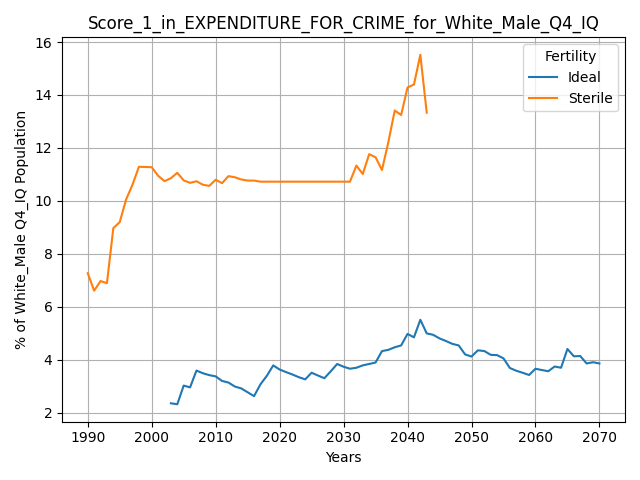 Score_1_in_EXPENDITURE_FOR_CRIME_for_White_Male_Q4_IQ
Fertility
Ideal
Sterile
% of White_Male Q4_IQ Population
16
14
12
10
8
6
4
2
1990 2000 2010 2020 2030 2040 2050 2060 2070
Years